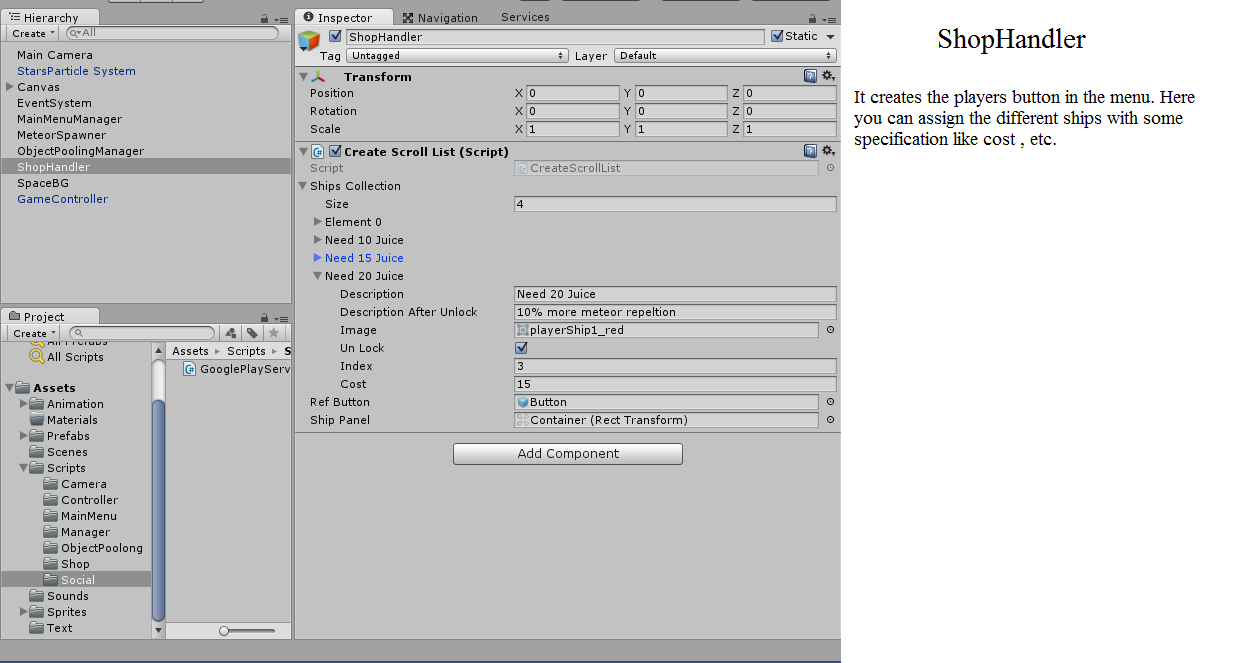 Hierarchy
Create
All
Main Camera
StarsParticle System
Canvas
EventSystem
MainMenuManager
MeteorSpawner
ObjectPoolingManager
ShopHandler
SpaceBG
GameController
Project
Create
All Prefabs
All Scripts
Assets
Animation
Materials
Prefabs
Scenes
Scripts
Camera
Controller
MainMenu
Manager
ObjectPoolong
Shop
Social
Sounds
Sprites
Text
Assets Scripts S
GooglePlayServ
Inspector Navigation Services
ShopHandler Static
Tag Untagged Layer Default
Transform
Position X 0 Y 0 Z 0
Rotation X 0 Y 0 Z 0
Scale X 1 Y 1 Z 1
Create Scroll List (Script)
Script CreateScrollList
Ships Collection
Size 4
Element 0
Need 10 Juice
Need 15 Juice
Need 20 Juice
Description Need 20 Juice
Description After Unlock 10% more meteor repeltion
Image playerShip1_red
Un Lock
Index 3
Cost 15
Ref Button Button
Ship Panel Container (Rect Transform)
Add Component
ShopHandler
It creates the players button in the menu. Here
you can assign the different ships with some
specification like cost , etc.